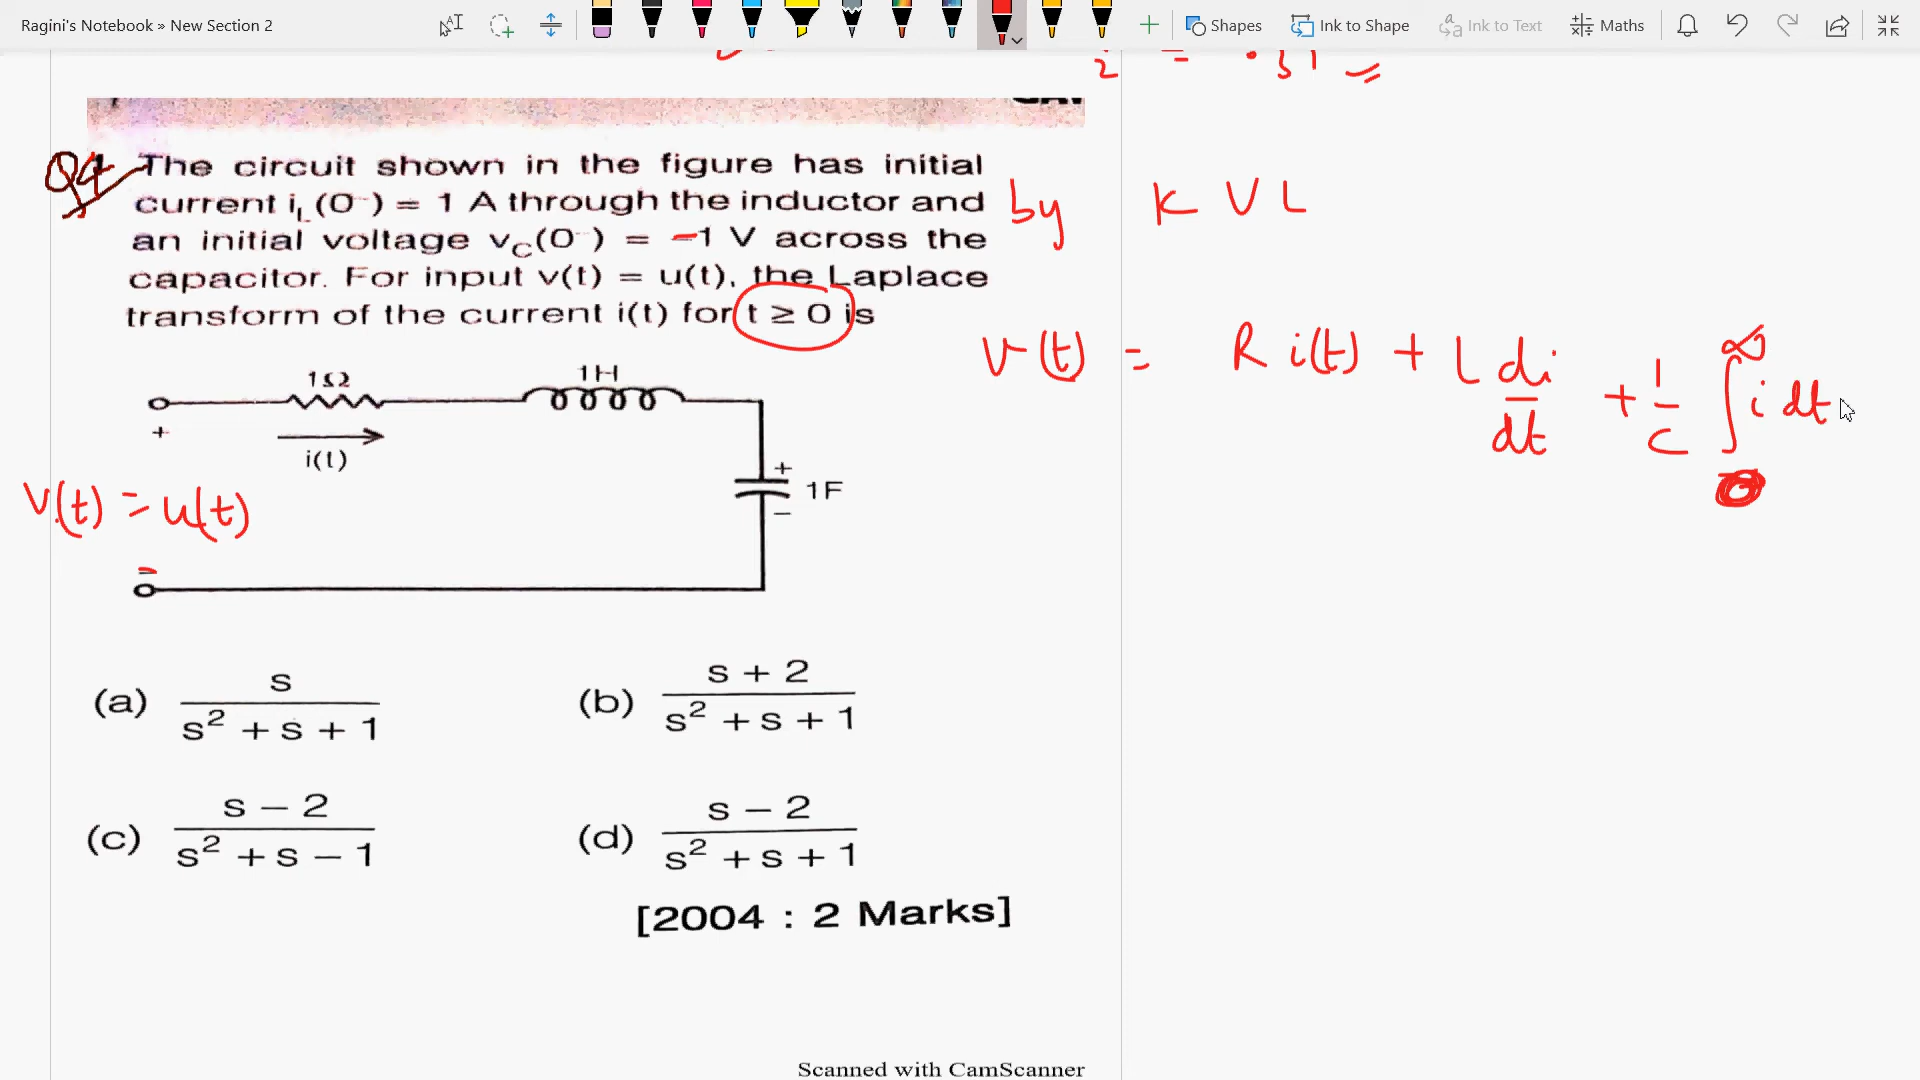 Ragini's Notebook » New Section 2
Shapes
Ink to Shape
Ink to Text
Maths
Q4
The circuit shown in the figure has initial
current i_L(0⁻) = 1 A through the inductor and
an initial voltage v_C(0⁻) = −1 V across the
capacitor. For input v(t) = u(t), the Laplace
transform of the current i(t) for t ≥ 0 is
by K V L
v(t) = R i(t) + L di/dt + 1/c ∫ i dt
∞
1Ω
1H
+
i(t)
v(t) = u(t)
−
+
1F
−
(a) s / (s² + s + 1)
(b) (s + 2) / (s² + s + 1)
(c) (s − 2) / (s² + s − 1)
(d) (s − 2) / (s² + s + 1)
[2004 : 2 Marks]
Scanned with CamScanner